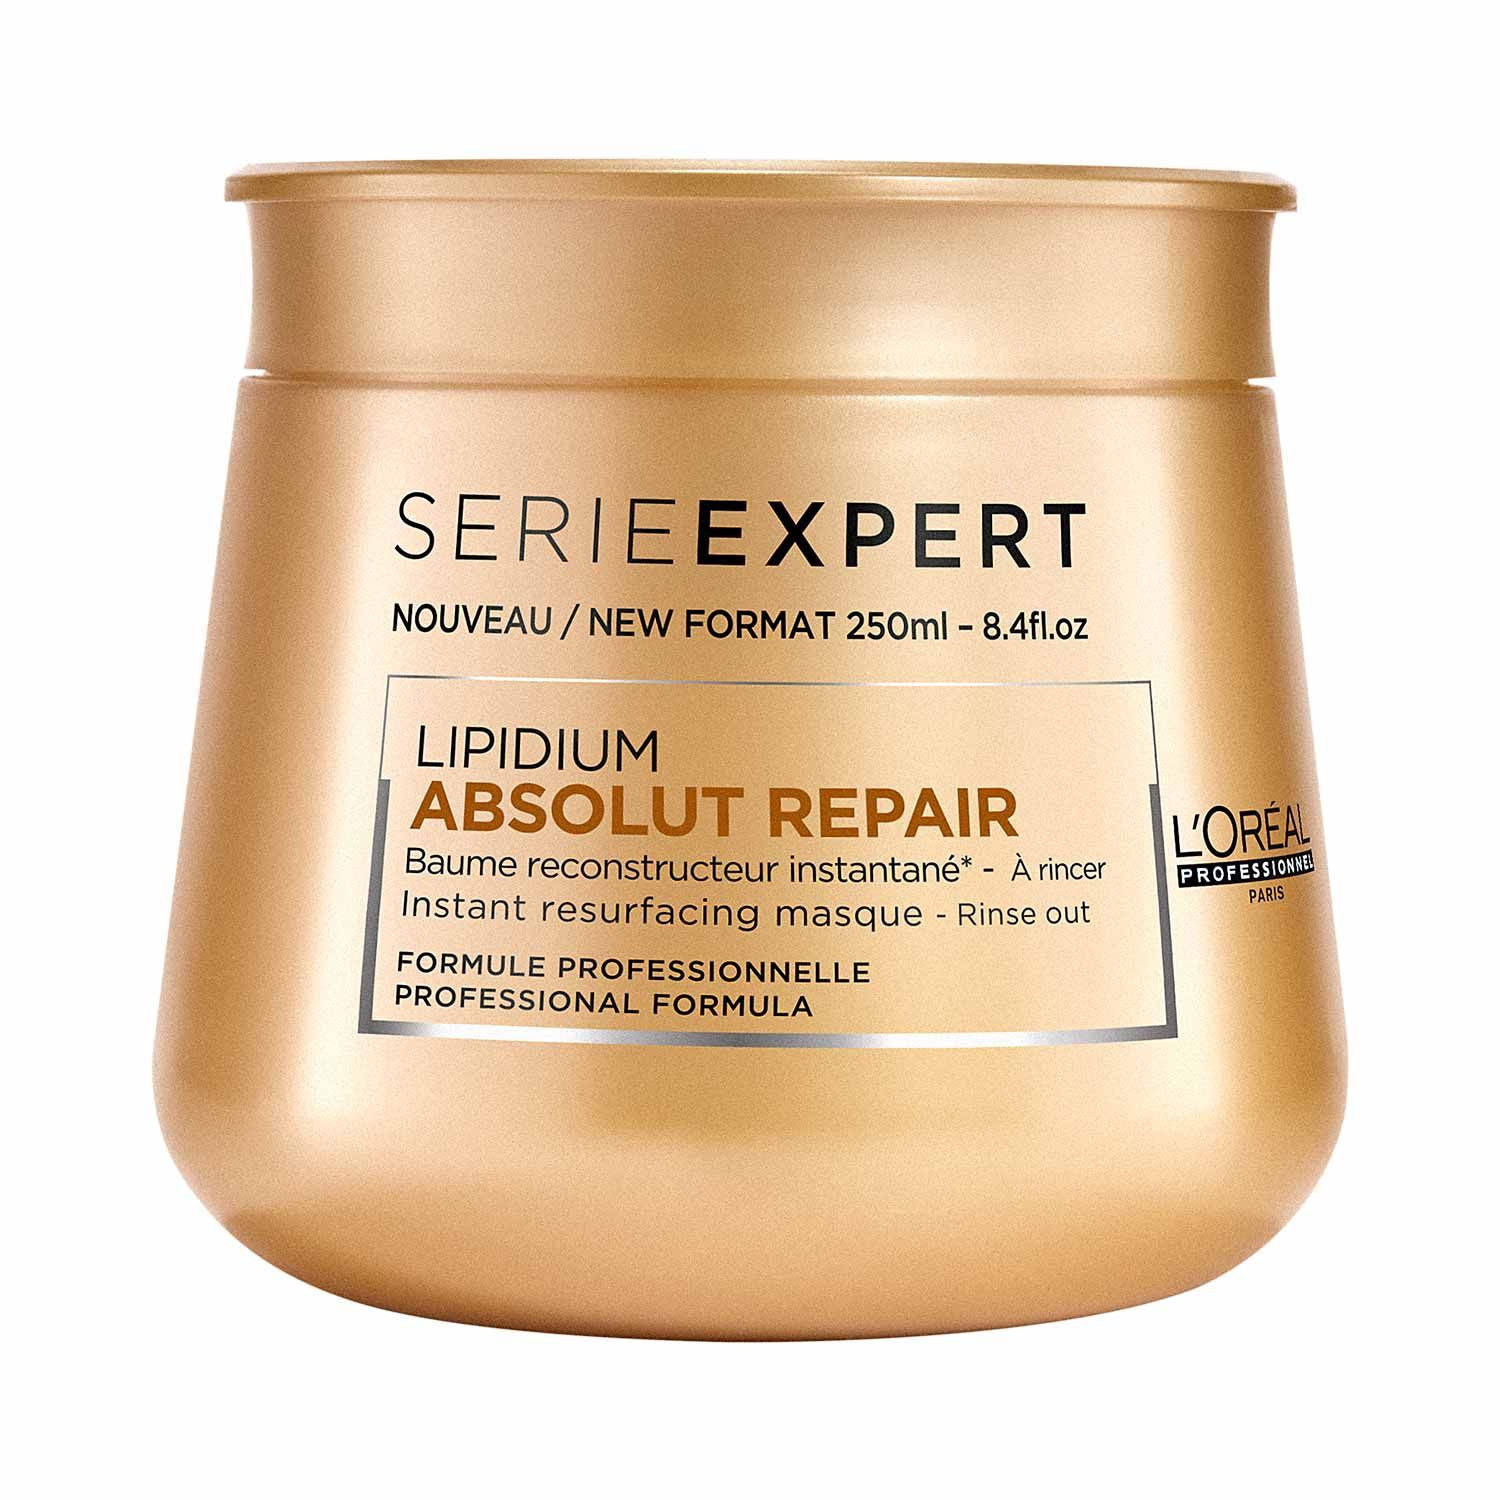 SERIEEXPERT
NOUVEAU / NEW FORMAT 250ml - 8.4fl.oz
LIPIDIUM
ABSOLUT REPAIR
Baume reconstructeur instantané* - À rincer
Instant resurfacing masque - Rinse out
FORMULE PROFESSIONNELLE
PROFESSIONAL FORMULA
L'ORÉAL
PROFESSIONNEL
PARIS